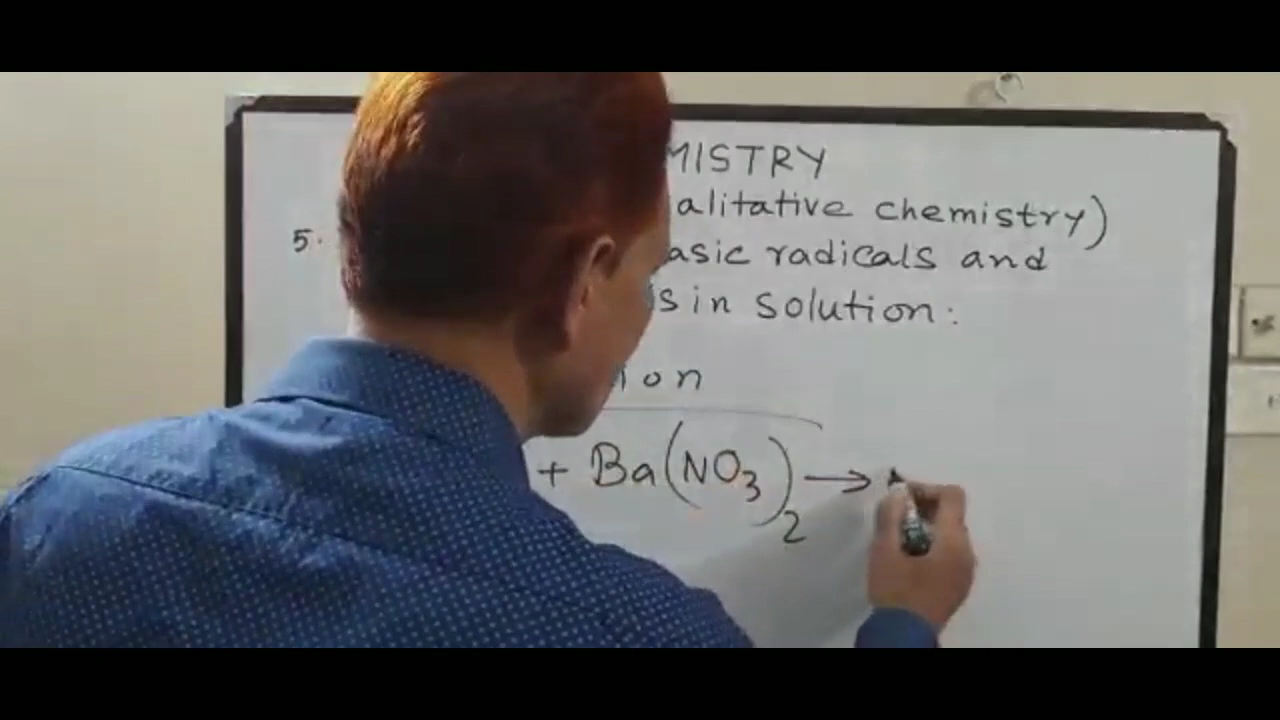 MISTRY
alitative chemistry)
5. asic radicals and
s in solution:
ion
+ Ba(NO₃)₂ →